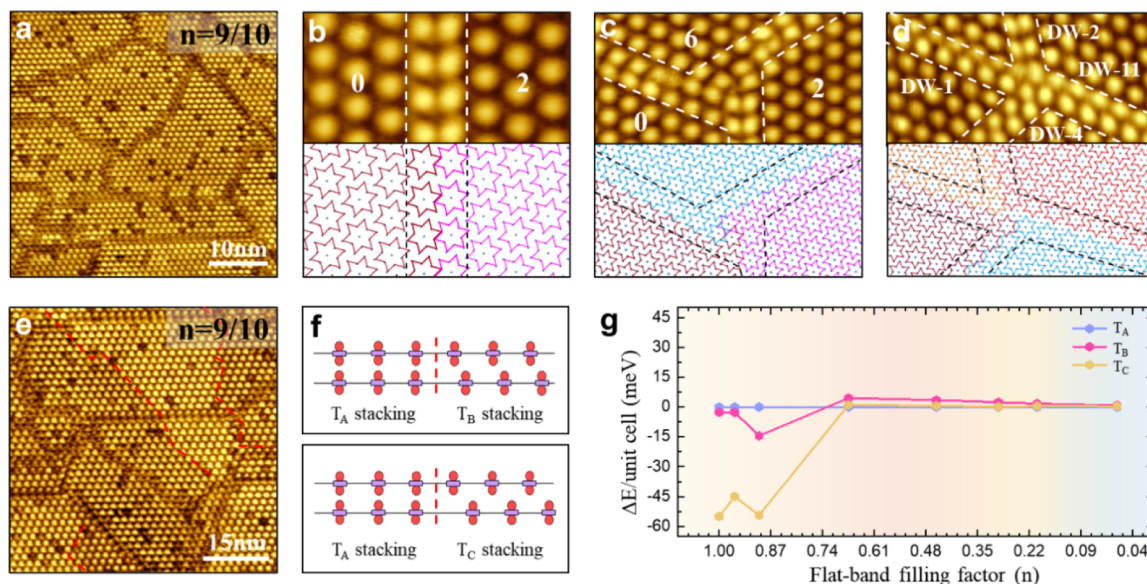 a
n=9/10
10nm
b
0
2
c
6
0
2
d
DW-2
DW-11
DW-1
DW-4
e
n=9/10
15nm
f
T_A stacking
T_B stacking
T_A stacking
T_C stacking
g
T_A
T_B
T_C
ΔE/unit cell (meV)
45
30
15
0
-15
-30
-45
-60
1.00 0.87 0.74 0.61 0.48 0.35 0.22 0.09 0.04
Flat-band filling factor (n)